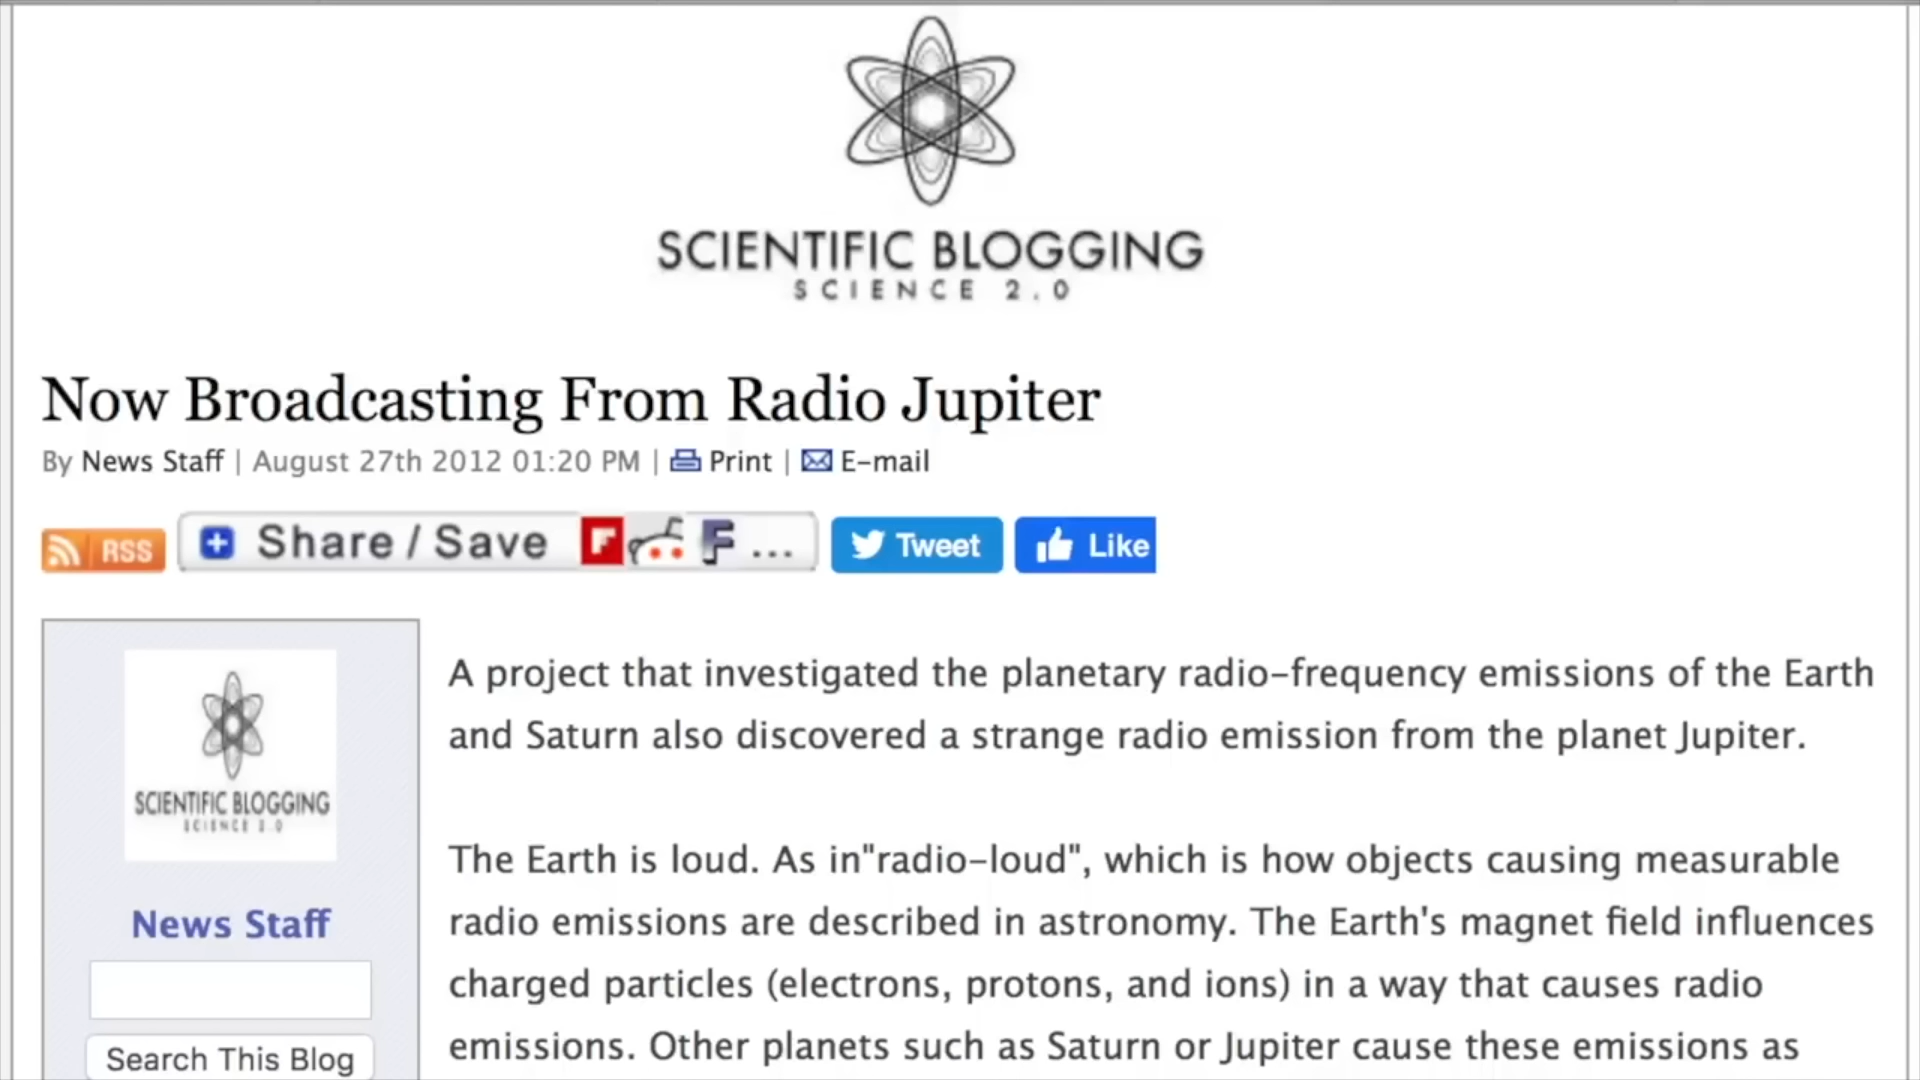 SCIENTIFIC BLOGGING
SCIENCE 2.0
Now Broadcasting From Radio Jupiter
By News Staff | August 27th 2012 01:20 PM | Print | E-mail
RSS Share / Save F F ... Tweet Like
SCIENTIFIC BLOGGING
SCIENCE 2.0
News Staff
Search This Blog
A project that investigated the planetary radio-frequency emissions of the Earth
and Saturn also discovered a strange radio emission from the planet Jupiter.
The Earth is loud. As in"radio-loud", which is how objects causing measurable
radio emissions are described in astronomy. The Earth's magnet field influences
charged particles (electrons, protons, and ions) in a way that causes radio
emissions. Other planets such as Saturn or Jupiter cause these emissions as